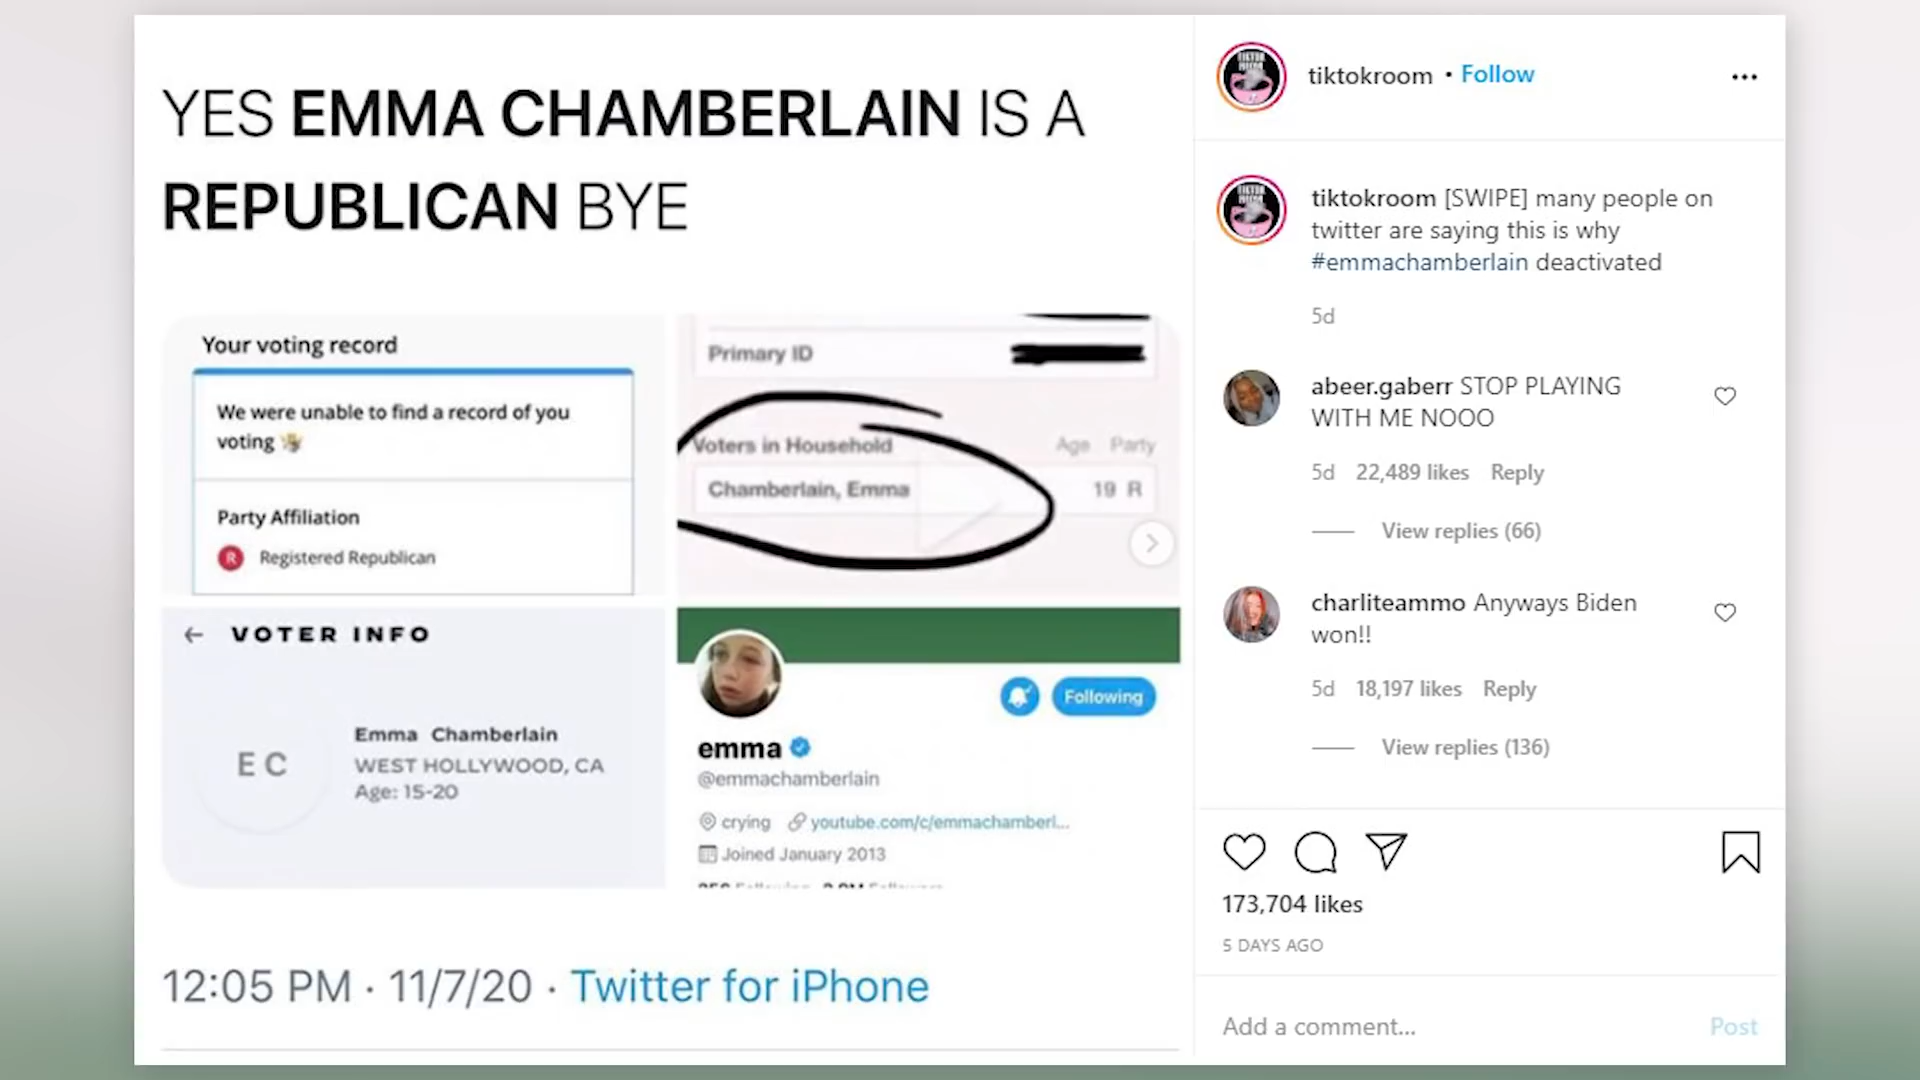 YES EMMA CHAMBERLAIN IS A
REPUBLICAN BYE
Your voting record
We were unable to find a record of you
voting
Party Affiliation
R Registered Republican
Primary ID
Voters in Household Age Party
Chamberlain, Emma 19 R
← VOTER INFO
E C
Emma Chamberlain
WEST HOLLYWOOD, CA
Age: 15-20
Following
emma
@emmachamberlain
crying youtube.com/c/emmachamberl...
Joined January 2013
12:05 PM · 11/7/20 · Twitter for iPhone
tiktokroom • Follow
tiktokroom [SWIPE] many people on
twitter are saying this is why
#emmachamberlain deactivated
5d
abeer.gaberr STOP PLAYING
WITH ME NOOO
5d 22,489 likes Reply
View replies (66)
charliteammo Anyways Biden
won!!
5d 18,197 likes Reply
View replies (136)
173,704 likes
5 DAYS AGO
Add a comment... Post